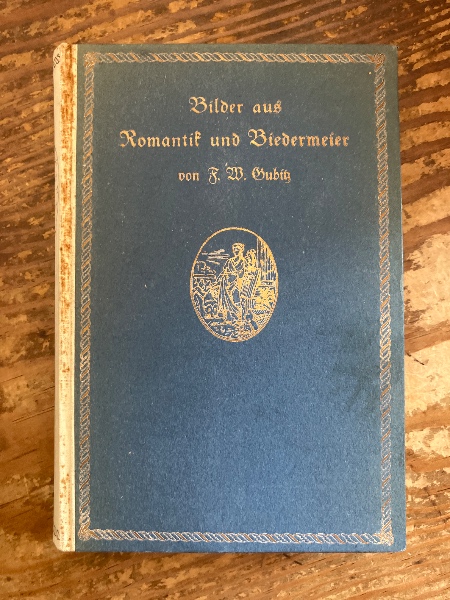 Bilder aus
Romantik und Biedermeier
von F. W. Gubitz